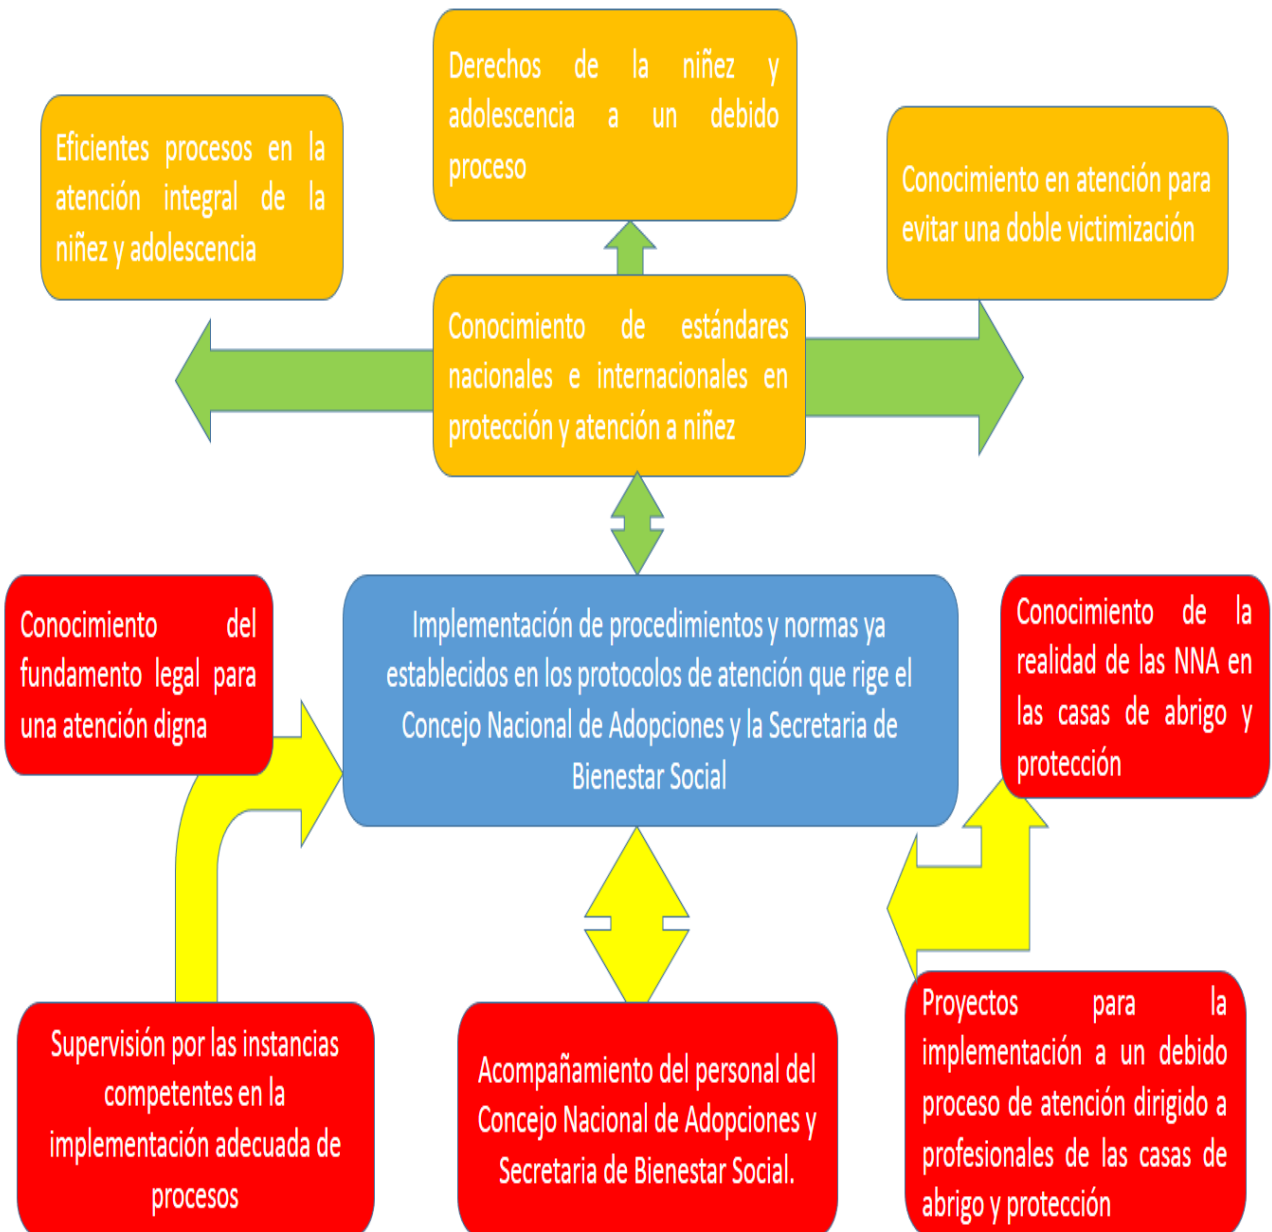 Derechos de la niñez y
adolescencia a un debido
proceso
Eficientes procesos en la
atención integral de la
niñez y adolescencia
Conocimiento en atención para
evitar una doble victimización
Conocimiento de estándares
nacionales e internacionales en
protección y atención a niñez
Conocimiento del
fundamento legal para
una atención digna
Implementación de procedimientos y normas ya
establecidos en los protocolos de atención que rige el
Concejo Nacional de Adopciones y la Secretaria de
Bienestar Social
Conocimiento de la
realidad de las NNA en
las casas de abrigo y
protección
Supervisión por las instancias
competentes en la
implementación adecuada de
procesos
Acompañamiento del personal del
Concejo Nacional de Adopciones y
Secretaria de Bienestar Social.
Proyectos para la
implementación a un debido
proceso de atención dirigido a
profesionales de las casas de
abrigo y protección